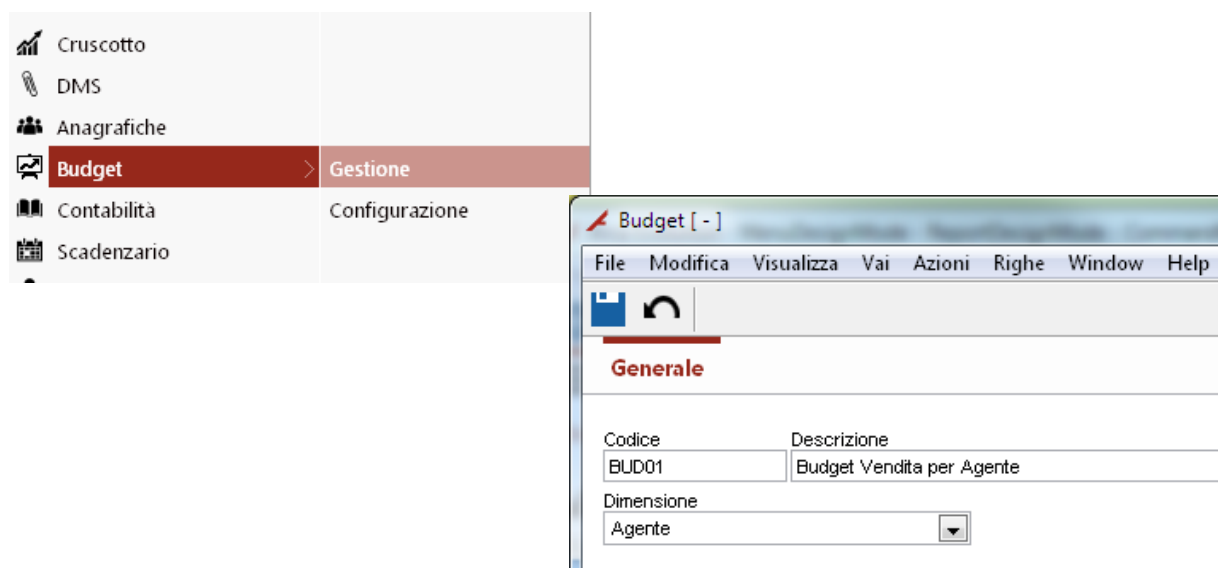 Cruscotto
DMS
Anagrafiche
Budget Gestione
Contabilità Configurazione
Scadenzario
Budget [ - ]
File Modifica Visualizza Vai Azioni Righe Window Help
Generale
Codice Descrizione
BUD01 Budget Vendita per Agente
Dimensione
Agente